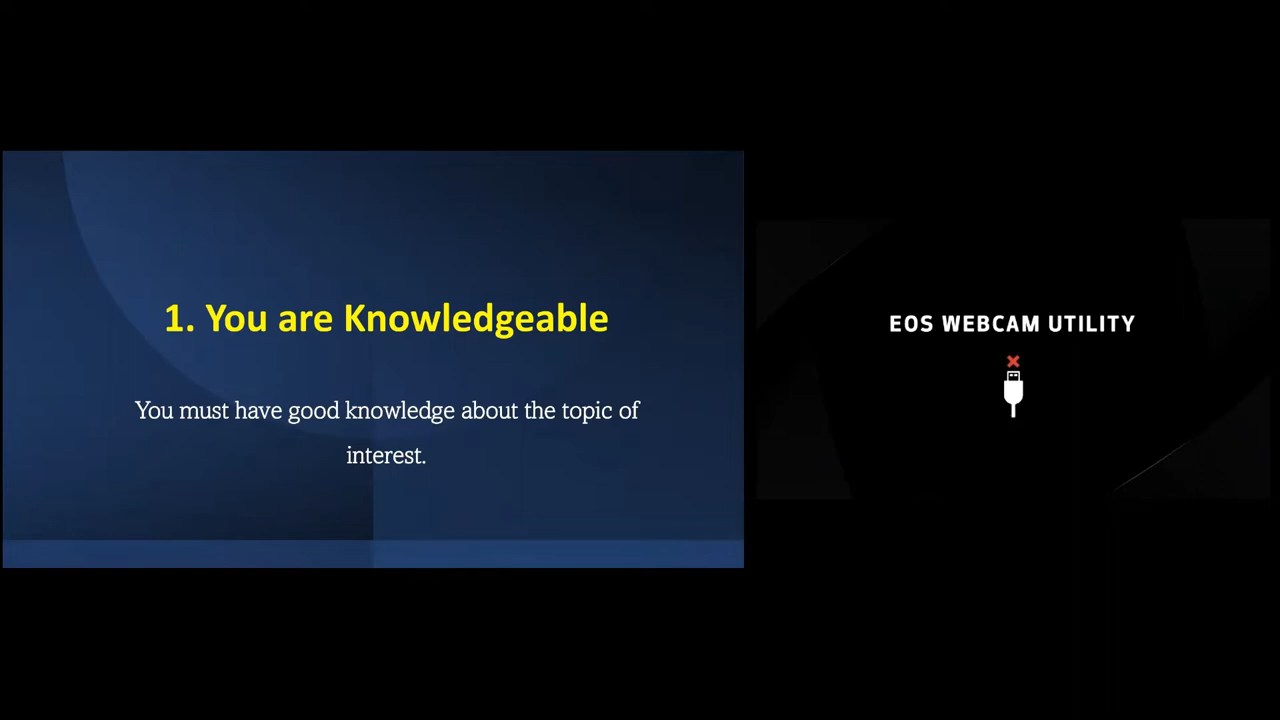 1. You are Knowledgeable
You must have good knowledge about the topic of
interest.
EOS WEBCAM UTILITY